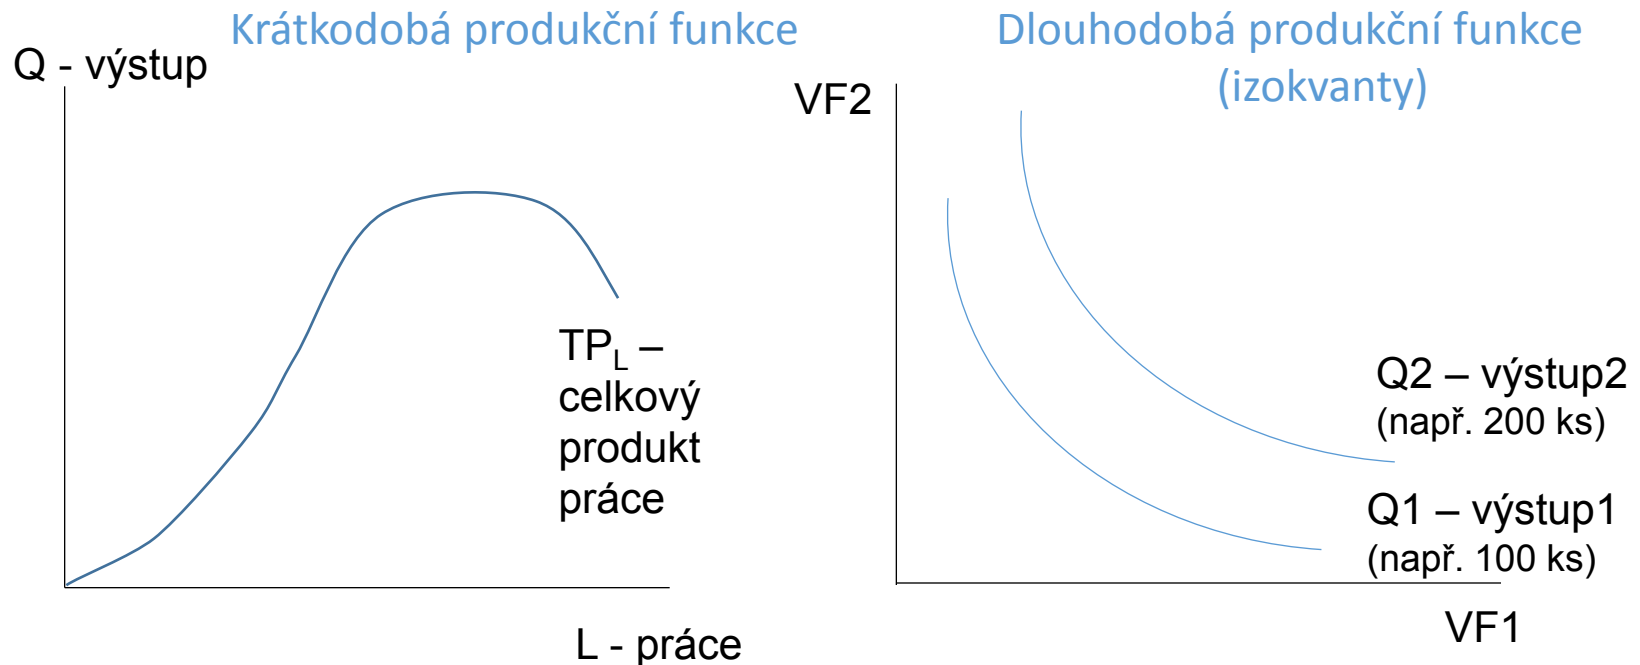 Krátkodobá produkční funkce
Q - výstup
TPL –
celkový
produkt
práce
L - práce
Dlouhodobá produkční funkce
(izokvanty)
VF2
Q2 – výstup2
(např. 200 ks)
Q1 – výstup1
(např. 100 ks)
VF1